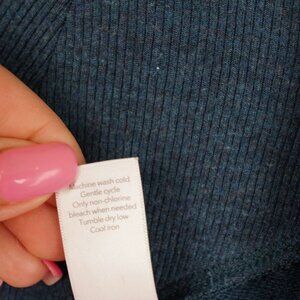 Machine wash cold
Gentle cycle
Only non-chlorine
bleach when needed
Tumble dry low
Cool iron